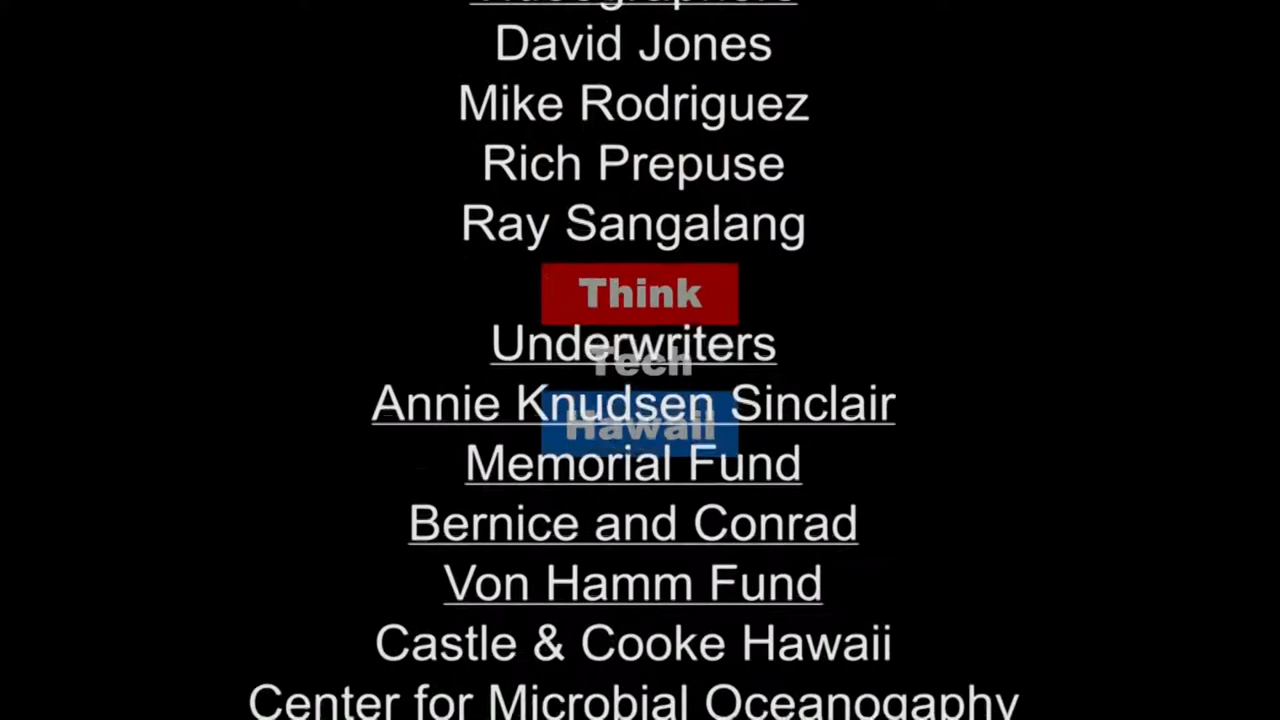 Videographers
David Jones
Mike Rodriguez
Rich Prepuse
Ray Sangalang
Think
Underwriters
Tech
Annie Knudsen Sinclair
Hawaii
Memorial Fund
Bernice and Conrad
Von Hamm Fund
Castle & Cooke Hawaii
Center for Microbial Oceanogaphy